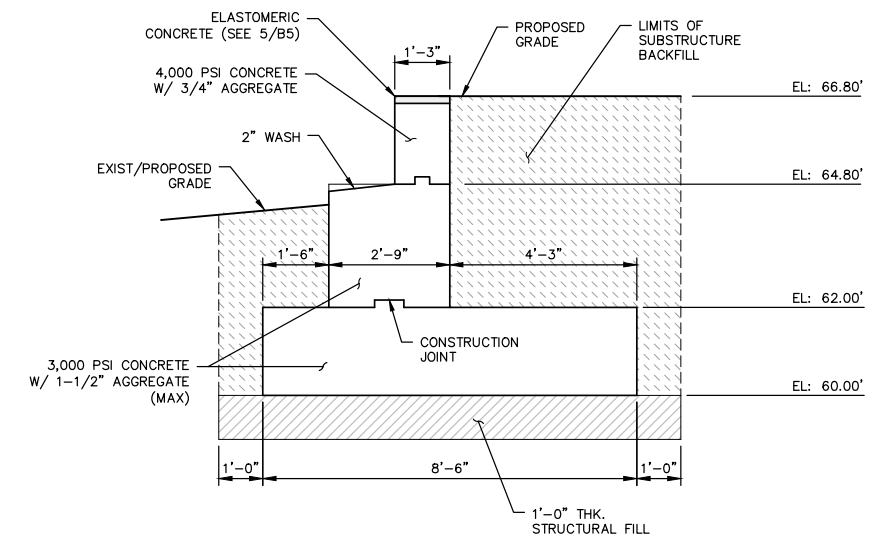 ELASTOMERIC
CONCRETE (SEE 5/B5)
1'-3"
PROPOSED
GRADE
LIMITS OF
SUBSTRUCTURE
BACKFILL
4,000 PSI CONCRETE
W/ 3/4" AGGREGATE
EL: 66.80'
2" WASH
EXIST/PROPOSED
GRADE
EL: 64.80'
1'-6"
2'-9"
4'-3"
EL: 62.00'
CONSTRUCTION
JOINT
3,000 PSI CONCRETE
W/ 1-1/2" AGGREGATE
(MAX)
EL: 60.00'
1'-0"
8'-6"
1'-0"
1'-0" THK.
STRUCTURAL FILL